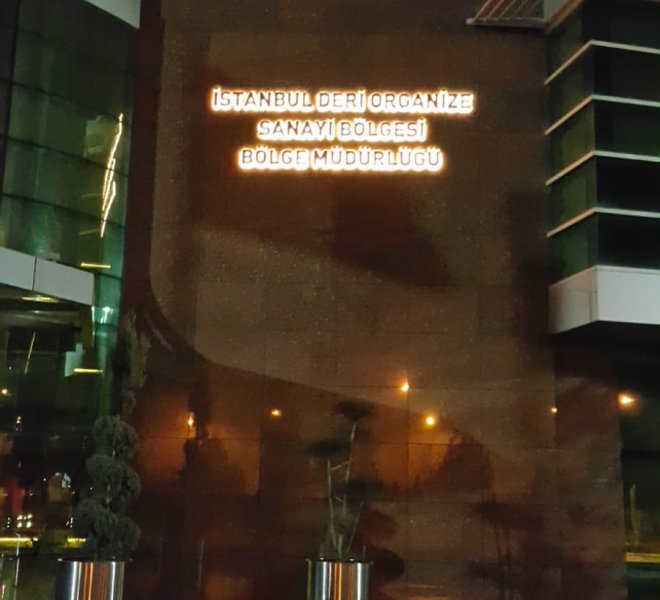 İSTANBUL DERİ ORGANİZE
SANAYİ BÖLGESİ
BÖLGE MÜDÜRLÜĞÜ